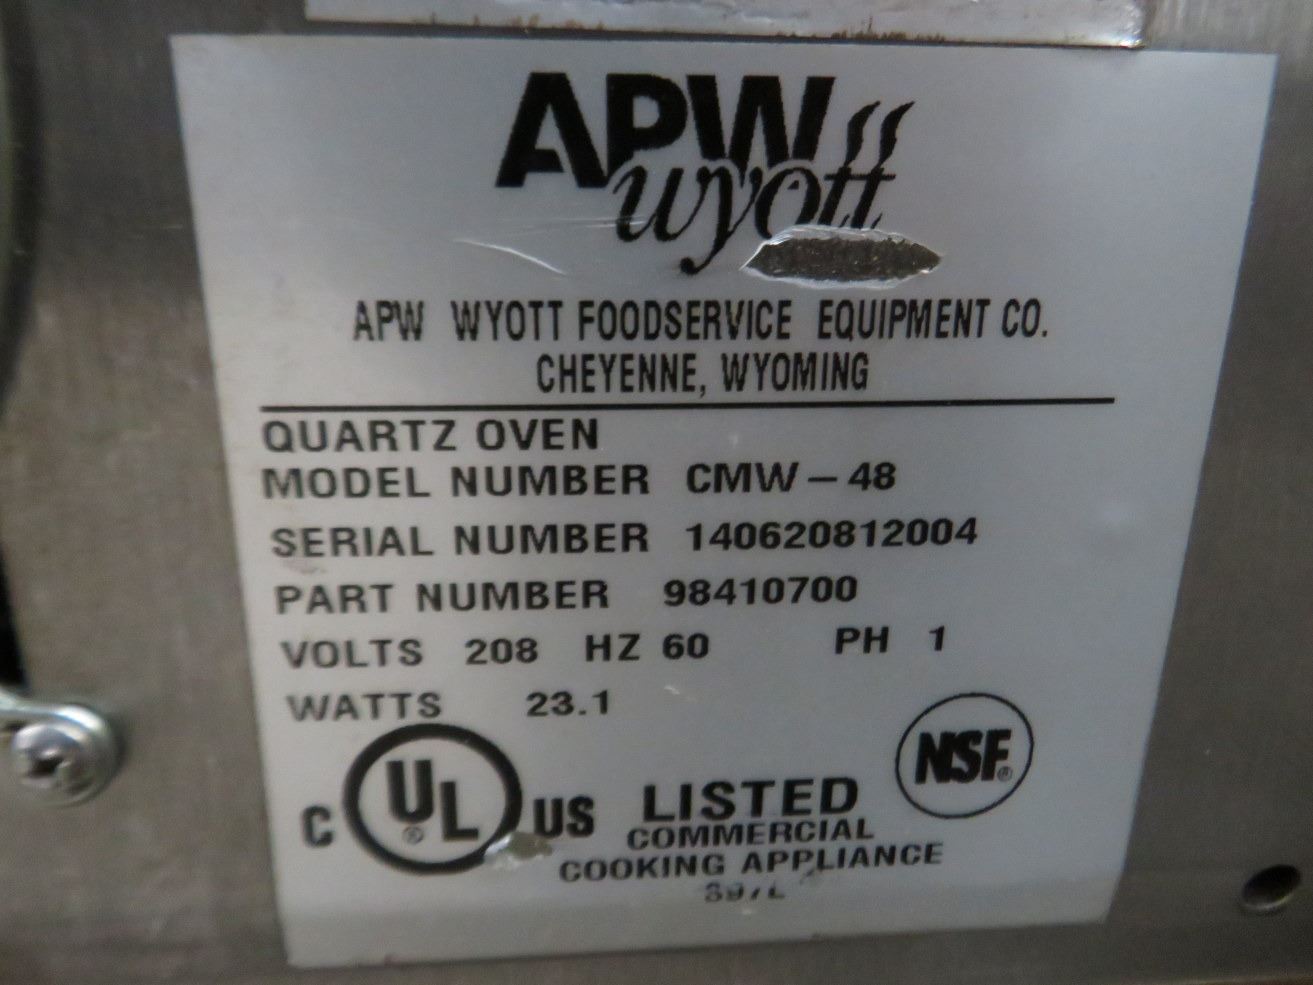 APW
wyott
APW WYOTT FOODSERVICE EQUIPMENT CO.
CHEYENNE, WYOMING
QUARTZ OVEN
MODEL NUMBER CMW – 48
SERIAL NUMBER 140620812004
PART NUMBER 98410700
VOLTS 208 HZ 60 PH 1
WATTS 23.1
C UL ® US LISTED
NSF ®
COMMERCIAL
COOKING APPLIANCE